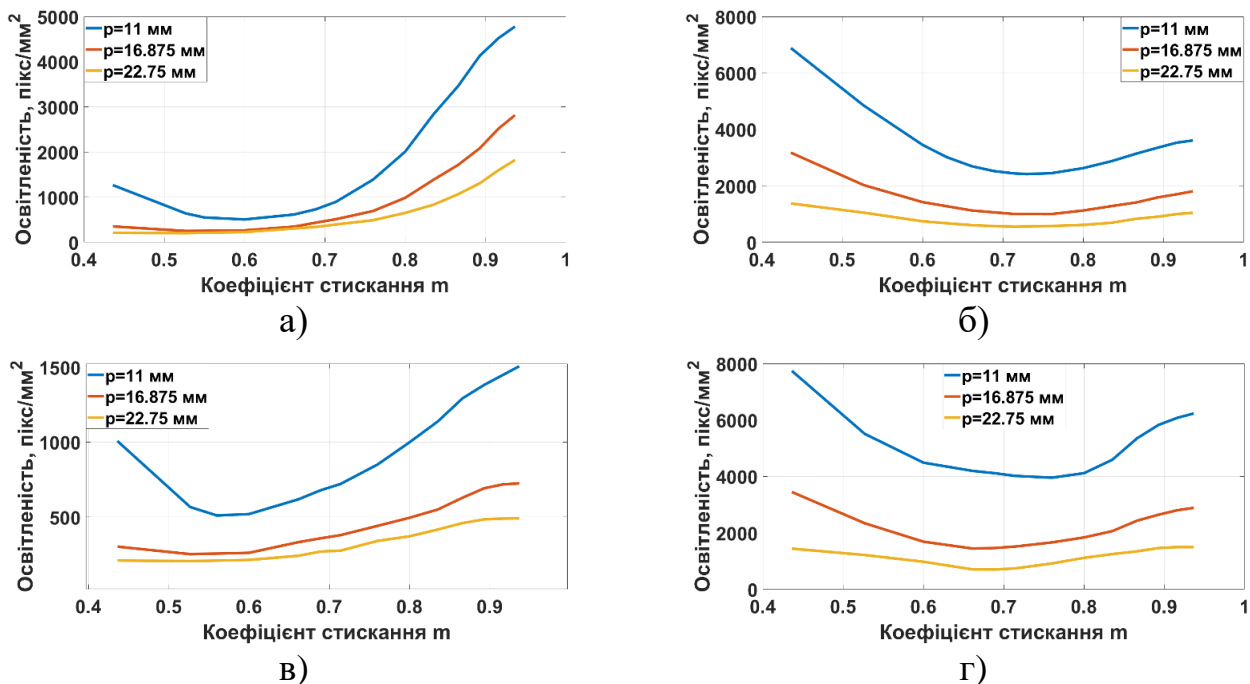 5000
4000
3000
2000
1000
0
Освітленість, пікс/мм²
p=11 мм
p=16.875 мм
p=22.75 мм
0.4 0.5 0.6 0.7 0.8 0.9 1
Коефіцієнт стискання m
а)
8000
6000
4000
2000
0
Освітленість, пікс/мм²
p=11 мм
p=16.875 мм
p=22.75 мм
0.4 0.5 0.6 0.7 0.8 0.9 1
Коефіцієнт стискання m
б)
1500
1000
500
Освітленість, пікс/мм²
p=11 мм
p=16.875 мм
p=22.75 мм
0.4 0.5 0.6 0.7 0.8 0.9
Коефіцієнт стискання m
в)
8000
6000
4000
2000
0
Освітленість, пікс/мм²
p=11 мм
p=16.875 мм
p=22.75 мм
0.4 0.5 0.6 0.7 0.8 0.9 1
Коефіцієнт стискання m
г)